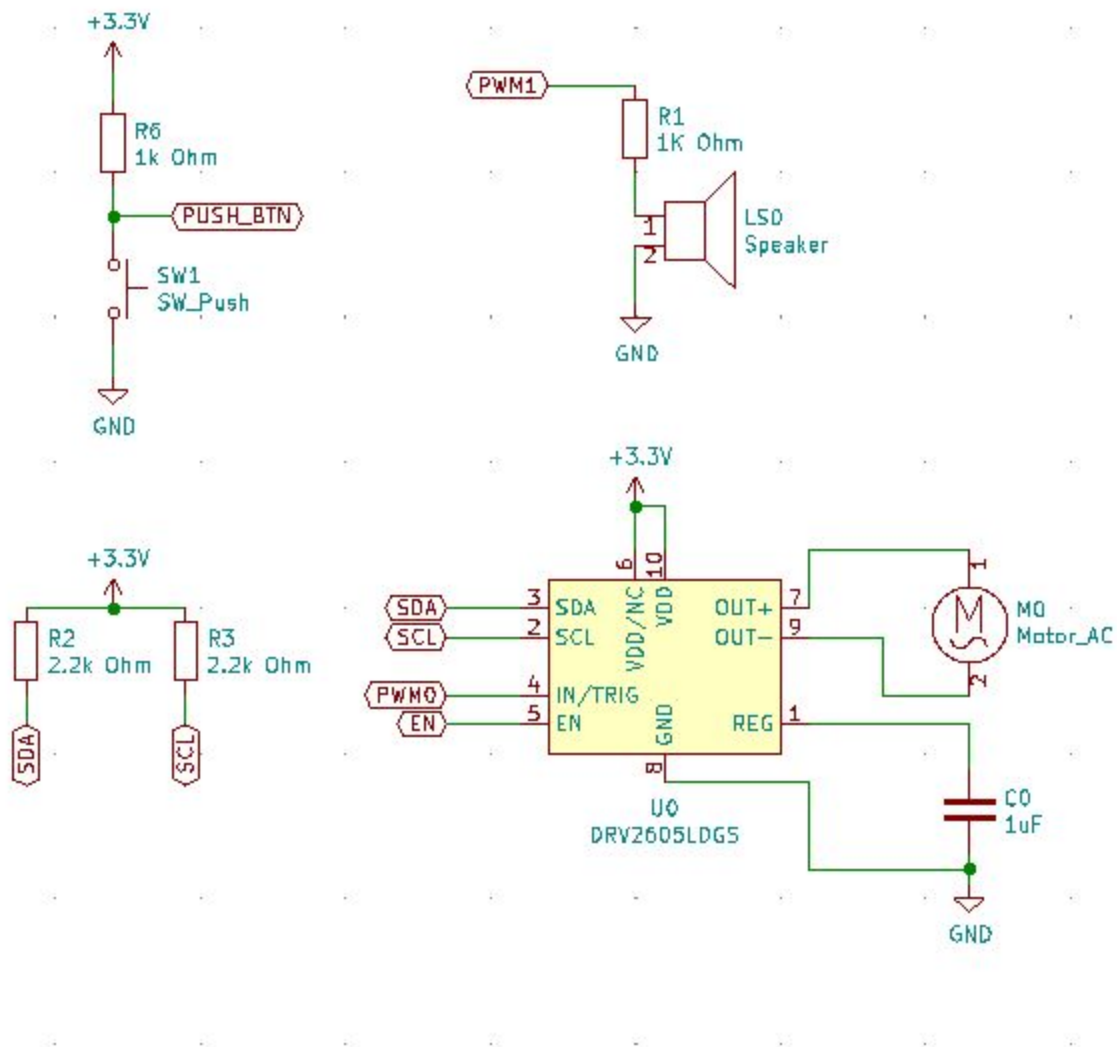 +3.3V
R6
1k Ohm
PUSH_BTN
SW1
SW_Push
GND
PWM1
R1
1K Ohm
1
2
LS0
Speaker
GND
+3.3V
R2
2.2k Ohm
R3
2.2k Ohm
SDA
SCL
+3.3V
6
10
SDA
3
SDA
SCL
2
SCL
PWM0
4
IN/TRIG
EN
5
EN
VDD/NC
VDD
GND
8
OUT+
7
OUT-
9
REG
1
U0
DRV2605LDGS
1
M
M0
Motor_AC
2
C0
1uF
GND